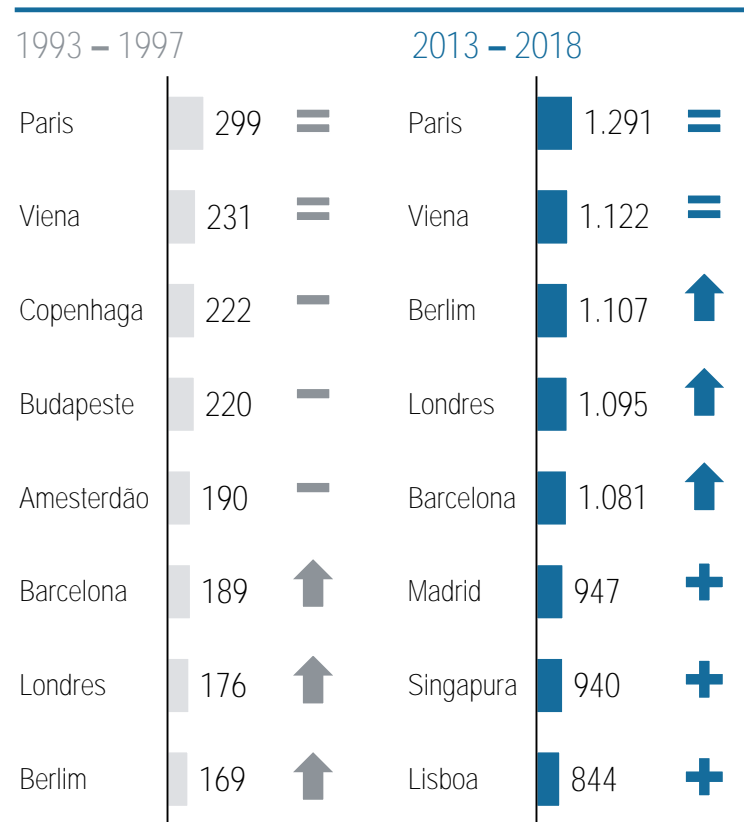 1993 – 1997
Paris 299 =
Viena 231 =
Copenhaga 222 –
Budapeste 220 –
Amesterdão 190 –
Barcelona 189
Londres 176
Berlim 169
2013 – 2018
Paris 1.291 =
Viena 1.122 =
Berlim 1.107
Londres 1.095
Barcelona 1.081
Madrid 947 +
Singapura 940 +
Lisboa 844 +